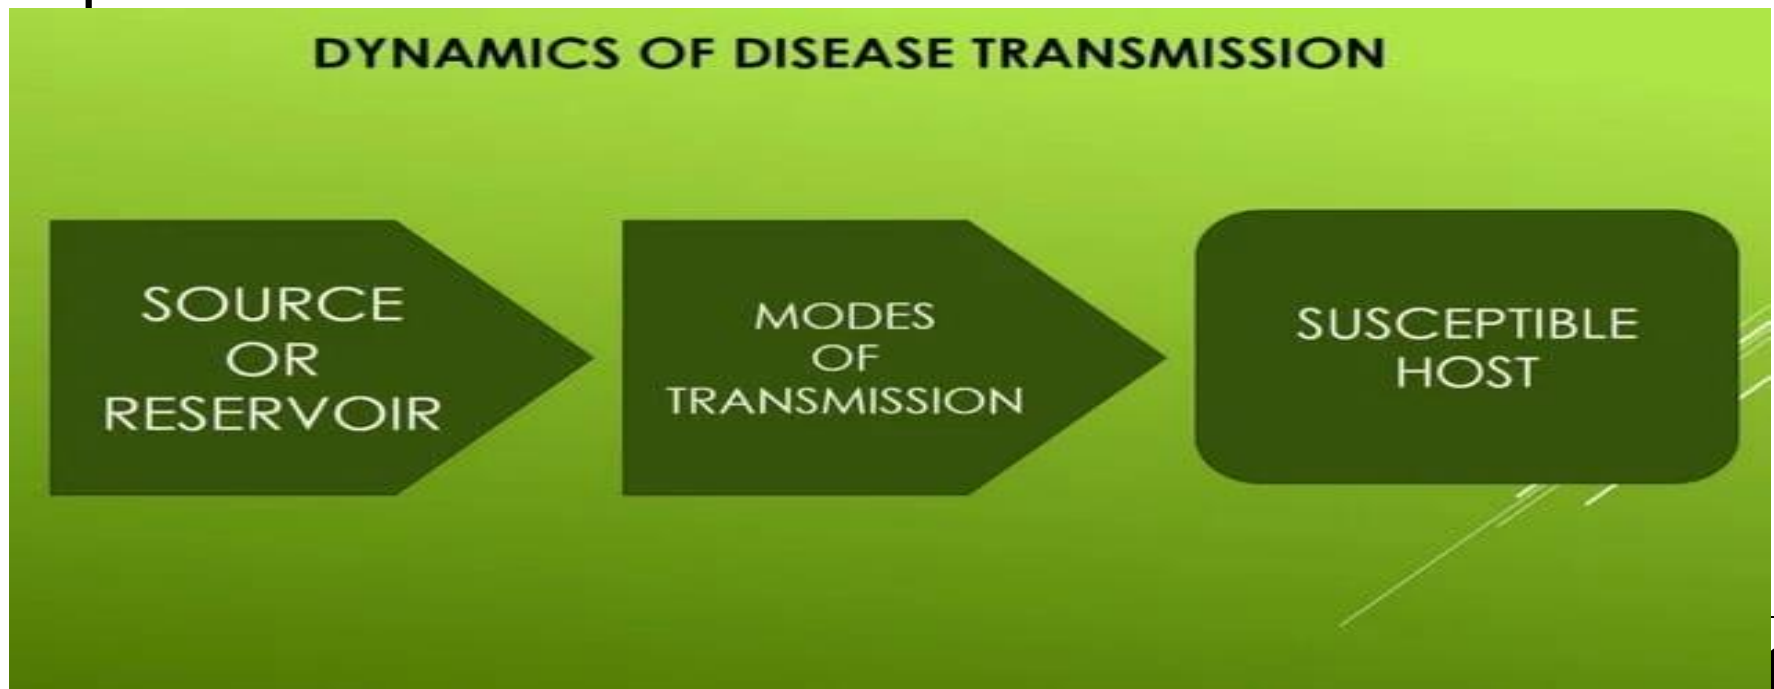 DYNAMICS OF DISEASE TRANSMISSION
SOURCE
OR
RESERVOIR
MODES
OF
TRANSMISSION
SUSCEPTIBLE
HOST